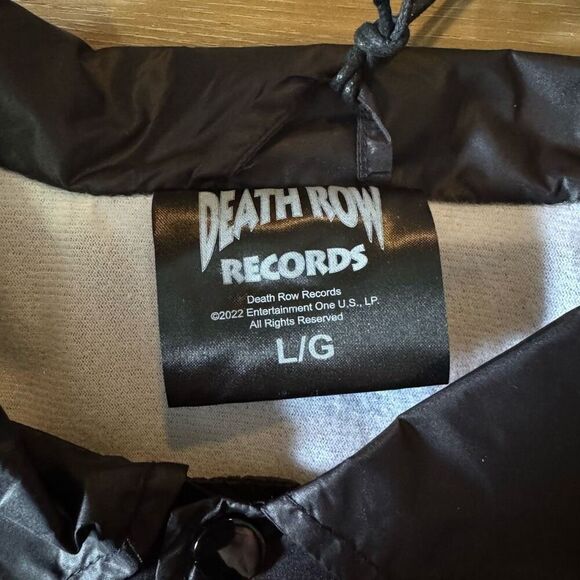 DEATH ROW
RECORDS
Death Row Records
©2022 Entertainment One U.S., LP.
All Rights Reserved
L/G